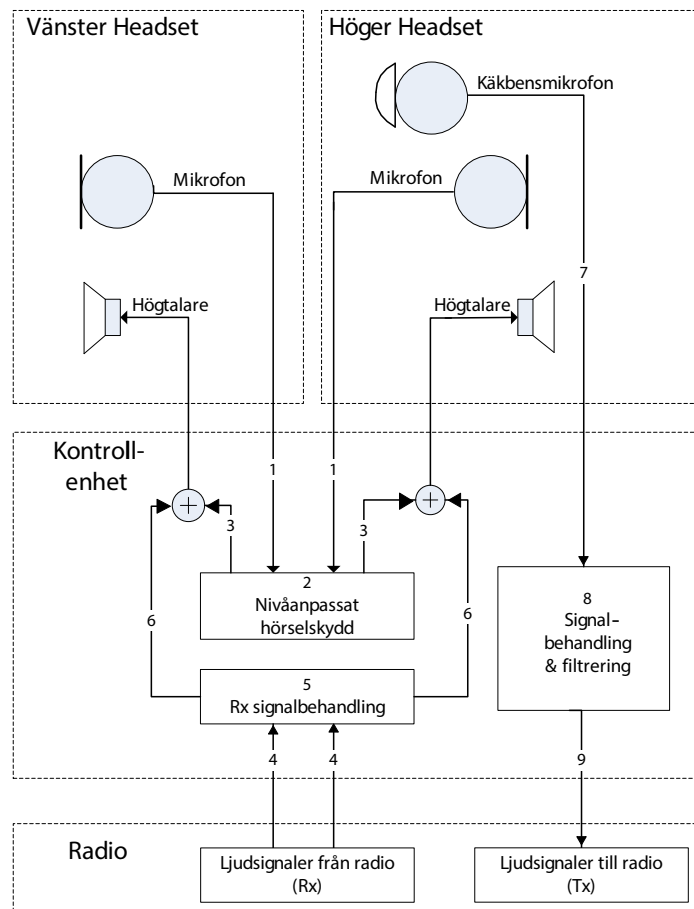 Vänster Headset
Höger Headset
Käkbensmikrofon
Mikrofon
Mikrofon
7
Högtalare
Högtalare
Kontroll-
enhet
1
1
3
3
2
Nivåanpassat
hörselskydd
6
6
8
Signal-
behandling
& filtrering
5
Rx signalbehandling
4
4
9
Radio
Ljudsignaler från radio
(Rx)
Ljudsignaler till radio
(Tx)